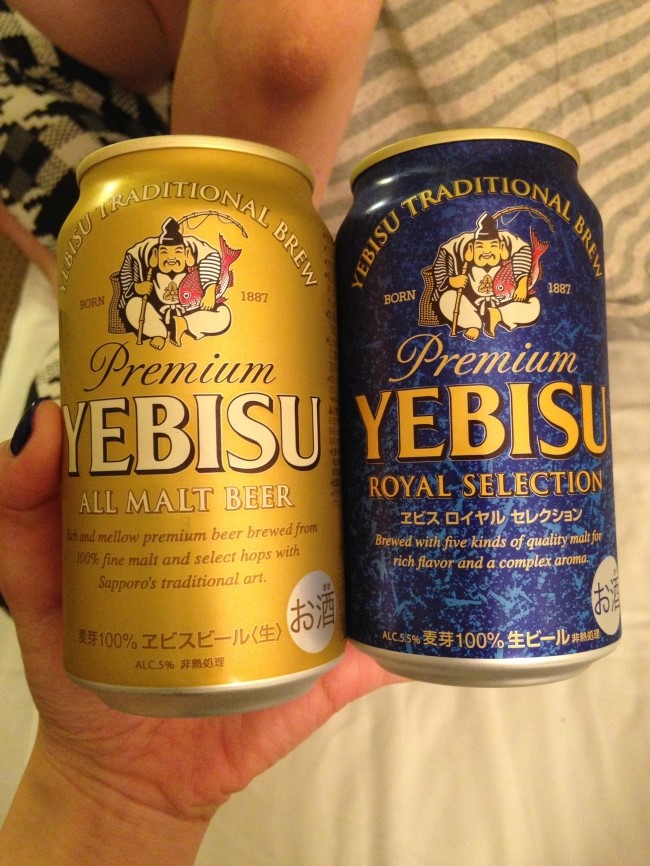 YEBISU TRADITIONAL BREW
BORN 1887
Premium
YEBISU
ALL MALT BEER
Rich and mellow premium beer brewed from
100% fine malt and select hops with
Sapporo's traditional art.
お酒
麦芽100% ヱビスビール〈生〉
ALC.5% 非熱処理
YEBISU TRADITIONAL BREW
BORN 1887
Premium
YEBISU
ROYAL SELECTION
ヱビス ロイヤル セレクション
Brewed with five kinds of quality malt for
rich flavor and a complex aroma.
お酒
ALC.5.5% 麦芽100% 生ビール 非熱処理